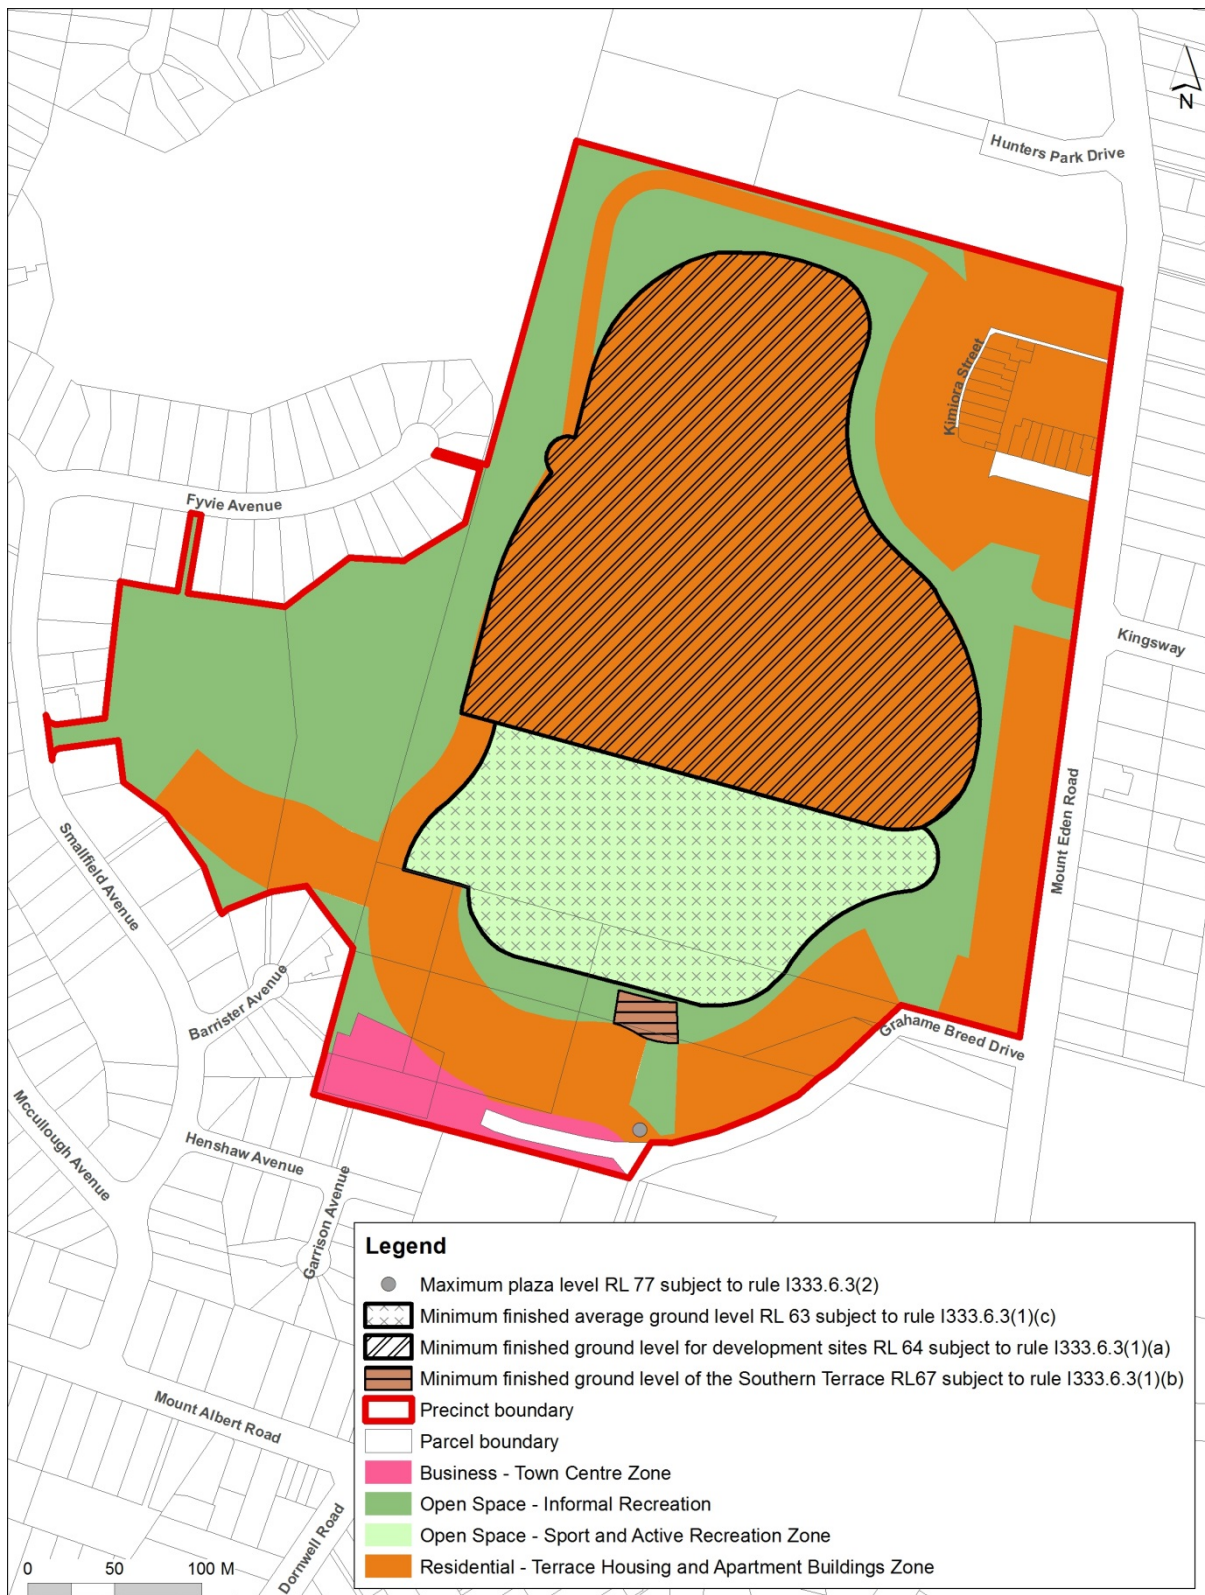 N
Hunters Park Drive
Kimiora Street
Fyvie Avenue
Kingsway
Mount Eden Road
Smallfield Avenue
Barrister Avenue
Grahame Breed Drive
Mccullough Avenue
Henshaw Avenue
Garrison Avenue
Mount Albert Road
Dornwell Road
Legend
Maximum plaza level RL 77 subject to rule I333.6.3(2)
Minimum finished average ground level RL 63 subject to rule I333.6.3(1)(c)
Minimum finished ground level for development sites RL 64 subject to rule I333.6.3(1)(a)
Minimum finished ground level of the Southern Terrace RL67 subject to rule I333.6.3(1)(b)
Precinct boundary
Parcel boundary
Business - Town Centre Zone
Open Space - Informal Recreation
Open Space - Sport and Active Recreation Zone
Residential - Terrace Housing and Apartment Buildings Zone
0 50 100 M